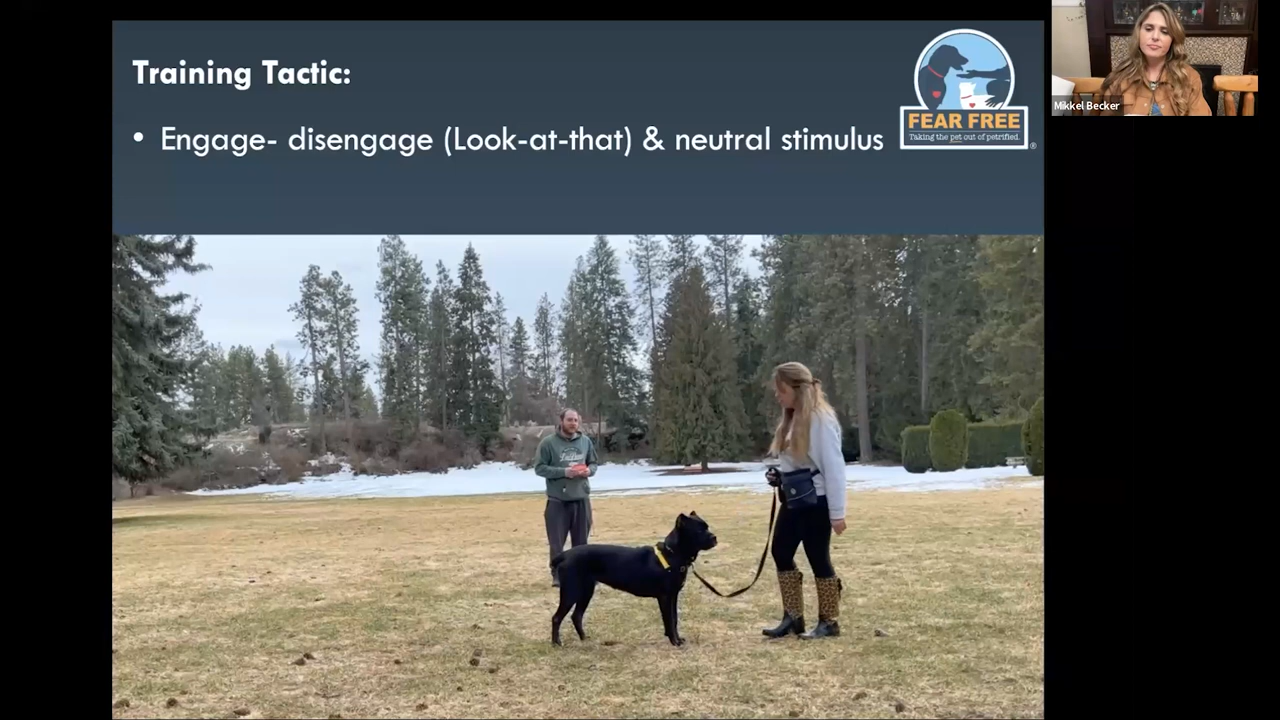 Training Tactic:
• Engage- disengage (Look-at-that) & neutral stimulus
FEAR FREE
Taking the pet out of petrified.
®
Mikkel Becker